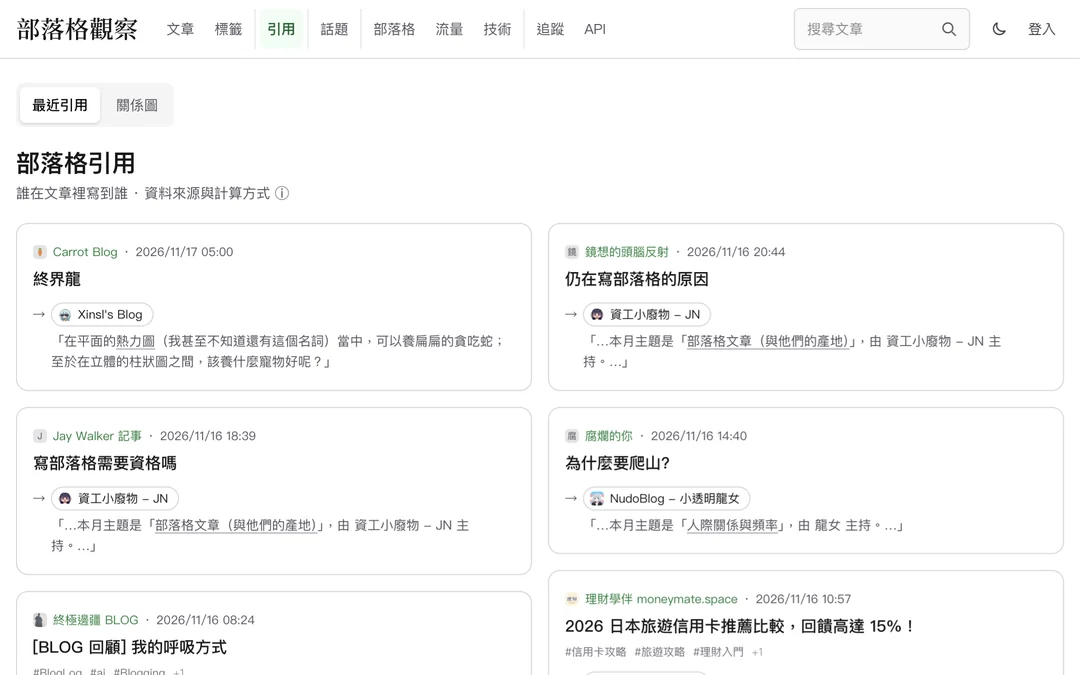 部落格觀察
文章 標籤 引用 話題 部落格 流量 技術 追蹤 API
搜尋文章
登入
最近引用 關係圖
部落格引用
誰在文章裡寫到誰 · 資料來源與計算方式 ⓘ
Carrot Blog · 2026/11/17 05:00
終界龍
→ Xinsl's Blog
「在平面的熱力圖（我甚至不知道還有這個名詞）當中，可以養扁扁的貪吃蛇；
至於在立體的柱狀圖之間，該養什麼寵物好呢？」
鏡 鏡想的頭腦反射 · 2026/11/16 20:44
仍在寫部落格的原因
→ 資工小廢物 – JN
「…本月主題是「部落格文章（與他們的產地）」，由 資工小廢物 – JN 主
持。…」
J Jay Walker 記事 · 2026/11/16 18:39
寫部落格需要資格嗎
→ 資工小廢物 – JN
「…本月主題是「部落格文章（與他們的產地）」，由 資工小廢物 – JN 主
持。…」
腐 腐爛的你 · 2026/11/16 14:40
為什麼要爬山?
→ NudoBlog – 小透明龍女
「…本月主題是「人際關係與頻率」，由 龍女 主持。…」
終極邊疆 BLOG · 2026/11/16 08:24
[BLOG 回顧] 我的呼吸方式
#BlogLog #ai #Blogging +1
理財學伴 moneymate.space · 2026/11/16 10:57
2026 日本旅遊信用卡推薦比較，回饋高達 15%！
#信用卡攻略 #旅遊攻略 #理財入門 +1